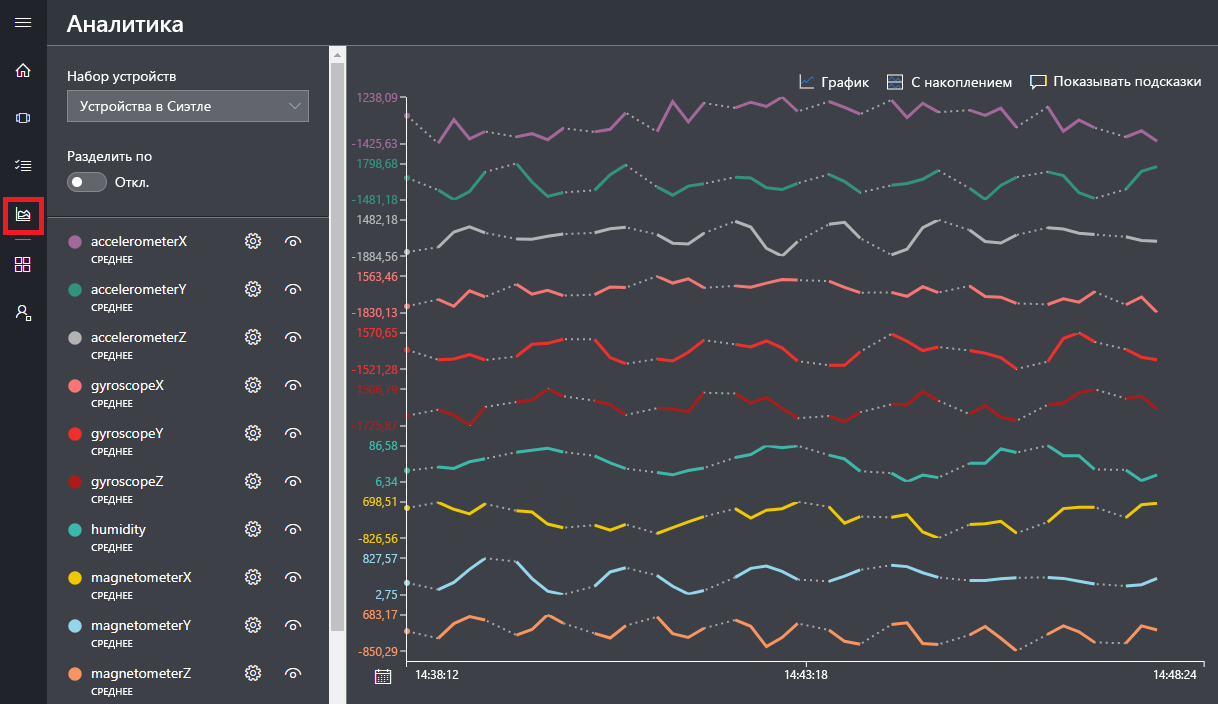 Аналитика
Набор устройств
Устройства в Сиэтле
Разделить по
Откл.
accelerometerX
СРЕДНЕЕ
accelerometerY
СРЕДНЕЕ
accelerometerZ
СРЕДНЕЕ
gyroscopeX
СРЕДНЕЕ
gyroscopeY
СРЕДНЕЕ
gyroscopeZ
СРЕДНЕЕ
humidity
СРЕДНЕЕ
magnetometerX
СРЕДНЕЕ
magnetometerY
СРЕДНЕЕ
magnetometerZ
СРЕДНЕЕ
График С накоплением Показывать подсказки
1238,09
-1425,63
1798,68
-1481,18
1482,18
-1884,56
1563,46
-1830,13
1570,65
-1521,28
86,58
6,34
698,51
-826,56
827,57
2,75
683,17
-850,29
14:38:12 14:43:18 14:48:24